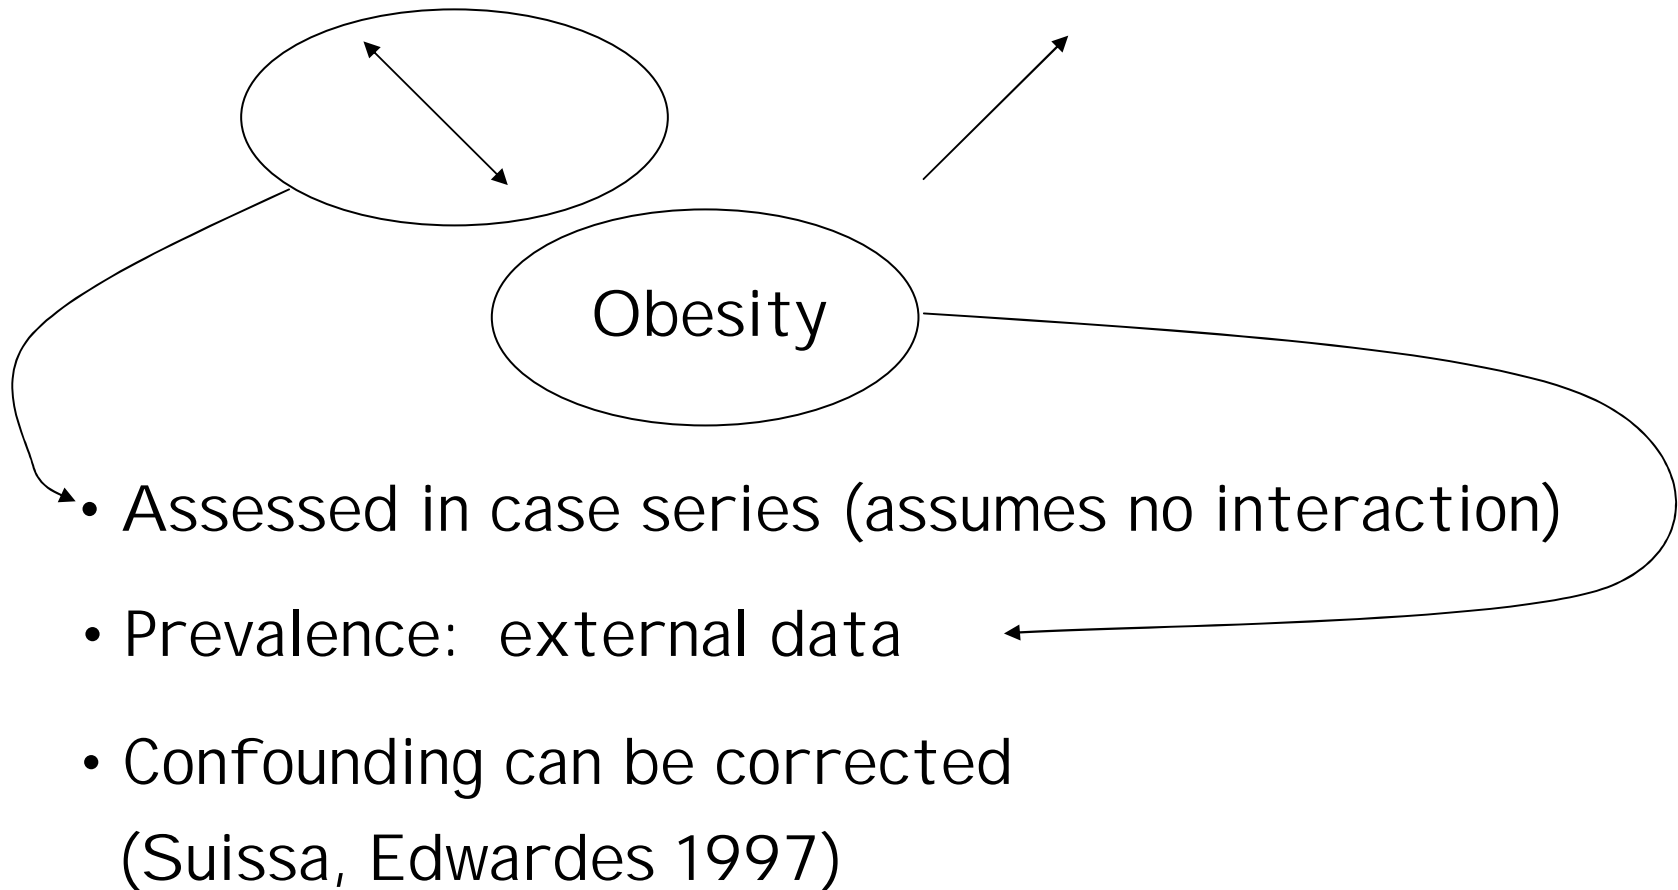 Obesity
• Assessed in case series (assumes no interaction)
• Prevalence: external data
• Confounding can be corrected
(Suissa, Edwardes 1997)